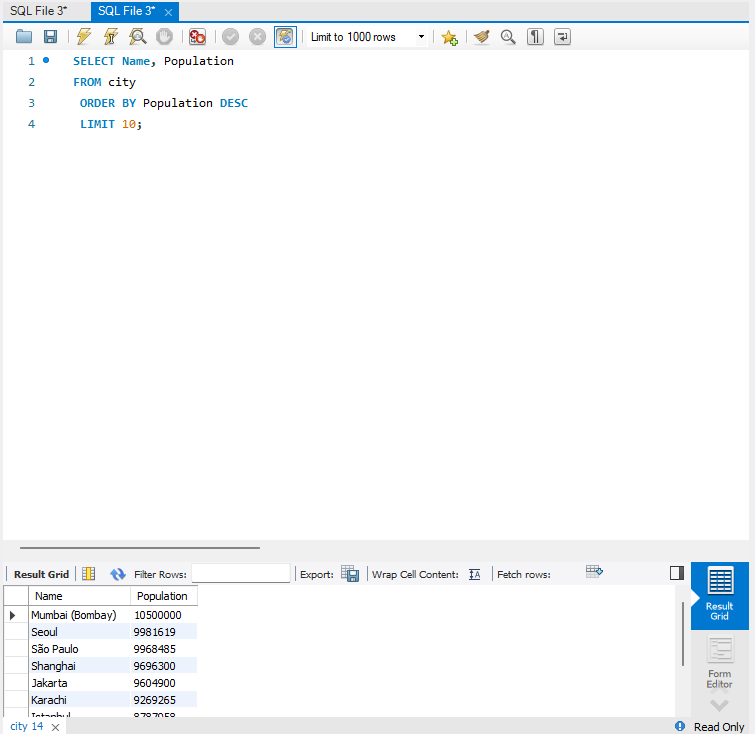 SQL File 3*
SQL File 3*
Limit to 1000 rows
1 SELECT Name, Population
2 FROM city
3 ORDER BY Population DESC
4 LIMIT 10;
Result Grid Filter Rows: Export: Wrap Cell Content: Fetch rows:
Name Population
Mumbai (Bombay) 10500000
Seoul 9981619
São Paulo 9968485
Shanghai 9696300
Jakarta 9604900
Karachi 9269265
Istanbul 8787958
Result
Grid
Form
Editor
city 14
Read Only